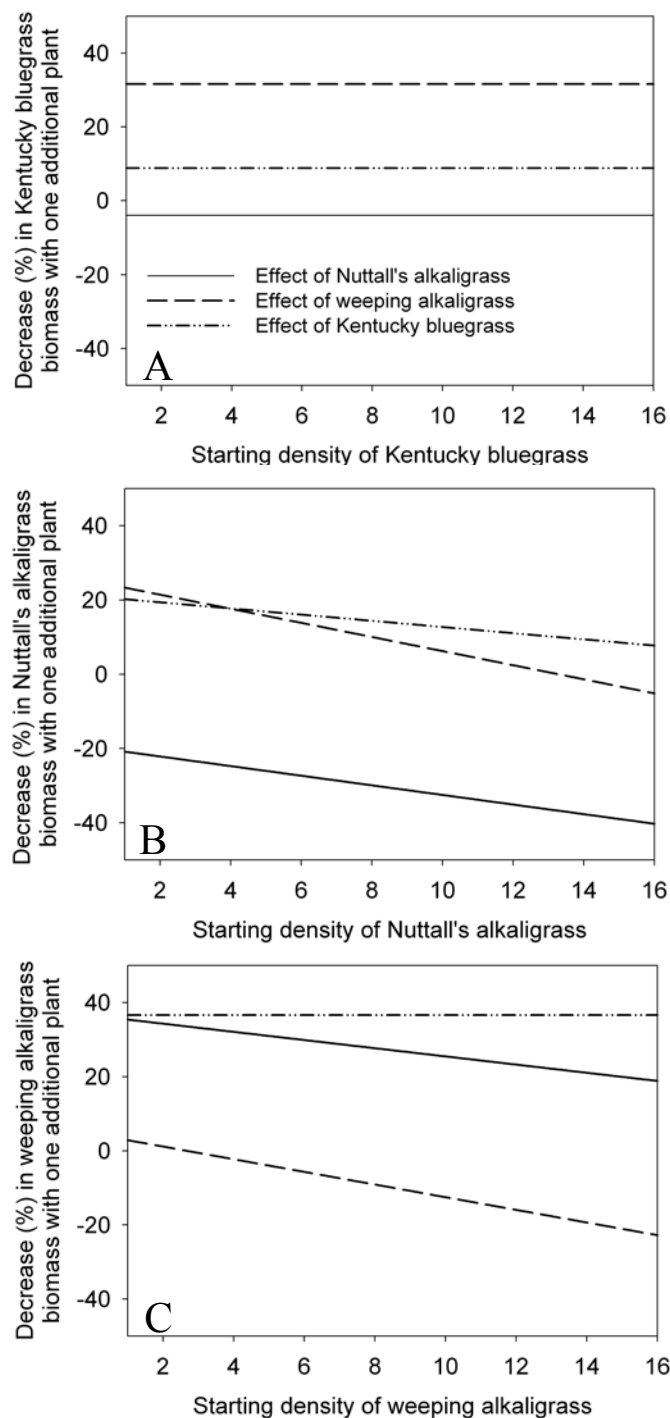 Decrease (%) in Kentucky bluegrass
biomass with one additional plant
40
20
0
-20
-40
Effect of Nuttall's alkaligrass
Effect of weeping alkaligrass
Effect of Kentucky bluegrass
A
2 4 6 8 10 12 14 16
Starting density of Kentucky bluegrass
Decrease (%) in Nuttall's alkaligrass
biomass with one additional plant
40
20
0
-20
-40
B
2 4 6 8 10 12 14 16
Starting density of Nuttall's alkaligrass
Decrease (%) in weeping alkaligrass
biomass with one additional plant
40
20
0
-20
-40
C
2 4 6 8 10 12 14 16
Starting density of weeping alkaligrass